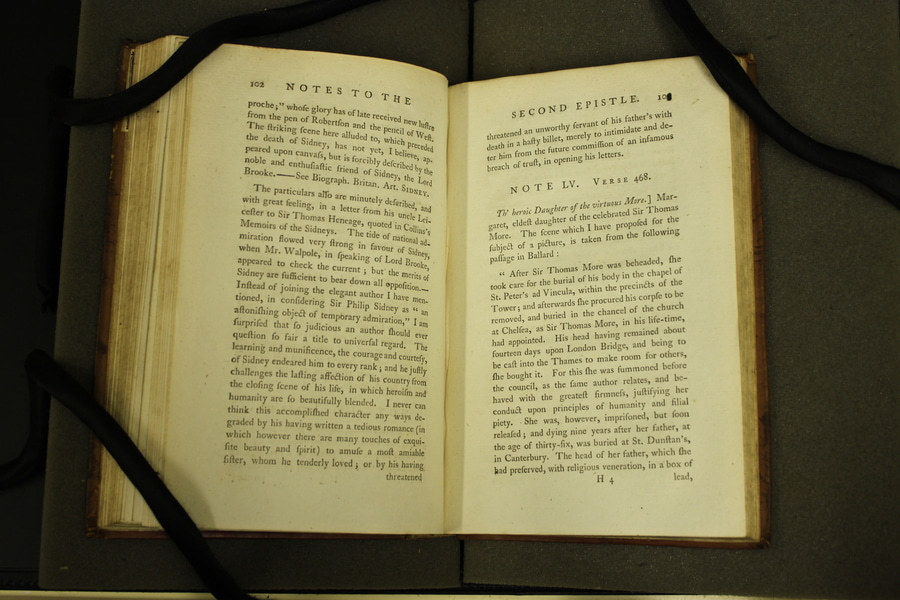 102 NOTES TO THE
proche;" whoſe glory has of late received new luſtre
from the pen of Robertſon and the pencil of Weſt.
The ſtriking ſcene here alluded to, which preceded
the death of Sidney, has not yet, I believe, ap-
peared upon canvaſs, but is forcibly deſcribed by the
noble and enthuſiaſtic friend of Sidney, the Lord
Brooke.——See Biograph. Britan. Art. SIDNEY.
The particulars alſo are minutely deſcribed, and
with great feeling, in a letter from his uncle Lei-
ceſter to Sir Thomas Heneage, quoted in Collins's
Memoirs of the Sidneys. The tide of national ad-
miration flowed very ſtrong in favour of Sidney,
when Mr. Walpole, in ſpeaking of Lord Brooke,
appeared to check the current; but the merits of
Sidney are ſufficient to bear down all oppoſition.—
Inſtead of joining the elegant author I have men-
tioned, in conſidering Sir Philip Sidney as "an
aſtoniſhing object of temporary admiration," I am
ſurpriſed that ſo judicious an author ſhould ever
queſtion ſo fair a title to univerſal regard. The
learning and munificence, the courage and courteſy,
of Sidney endeared him to every rank; and he juſtly
challenges the laſting affection of his country from
the cloſing ſcene of his life, in which heroiſm and
humanity are ſo beautifully blended. I never can
think this accompliſhed character any ways de-
graded by his having written a tedious romance (in
which however there are many touches of exqui-
ſite beauty and ſpirit) to amuſe a moſt amiable
ſiſter, whom he tenderly loved; or by his having
threatened
SECOND EPISTLE.
threatened an unworthy ſervant of his father's with
death in a haſty billet, merely to intimidate and de-
ter him from the future commiſſion of an infamous
breach of truſt, in opening his letters.
NOTE LV. VERSE 468.
Th' heroic Daughter of the virtuous More.] Mar-
garet, eldeſt daughter of the celebrated Sir Thomas
More. The ſcene which I have propoſed for the
ſubject of a picture, is taken from the following
paſſage in Ballard:
" After Sir Thomas More was beheaded, ſhe
took care for the burial of his body in the chapel of
St. Peter's ad Vincula, within the precincts of the
Tower; and afterwards ſhe procured his corpſe to be
removed, and buried in the chancel of the church
at Chelſea, as Sir Thomas More, in his life-time,
had appointed. His head having remained about
fourteen days upon London Bridge, and being to
be caſt into the Thames to make room for others,
ſhe bought it. For this ſhe was ſummoned before
the council, as the ſame author relates, and be-
haved with the greateſt firmneſs, juſtifying her
conduct upon principles of humanity and filial
piety. She was, however, impriſoned, but ſoon
releaſed; and dying nine years after her father, at
the age of thirty-ſix, was buried at St. Dunſtan's,
in Canterbury. The head of her father, which ſhe
had preſerved, with religious veneration, in a box of
H 4 lead,